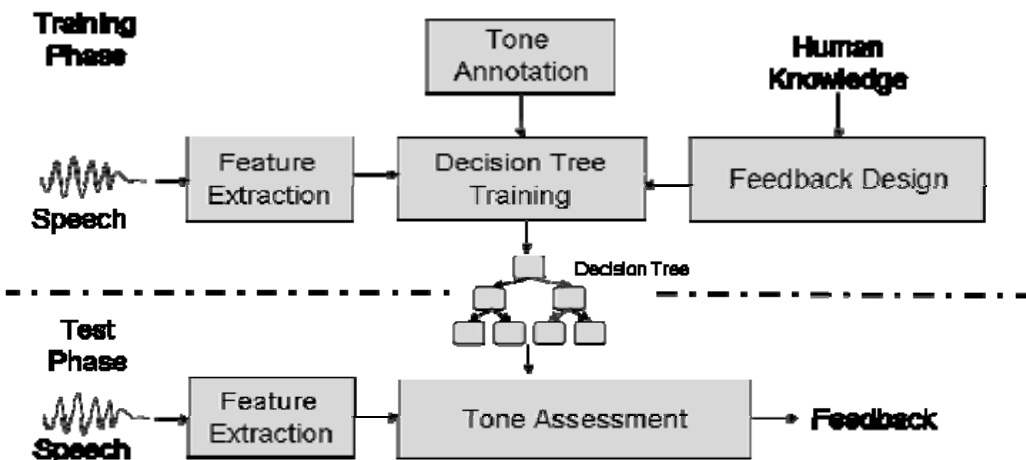 Training
Phase
Tone
Annotation
Human
Knowledge
Speech
Feature
Extraction
Decision Tree
Training
Feedback Design
Decision Tree
Test
Phase
Speech
Feature
Extraction
Tone Assessment
Feedback